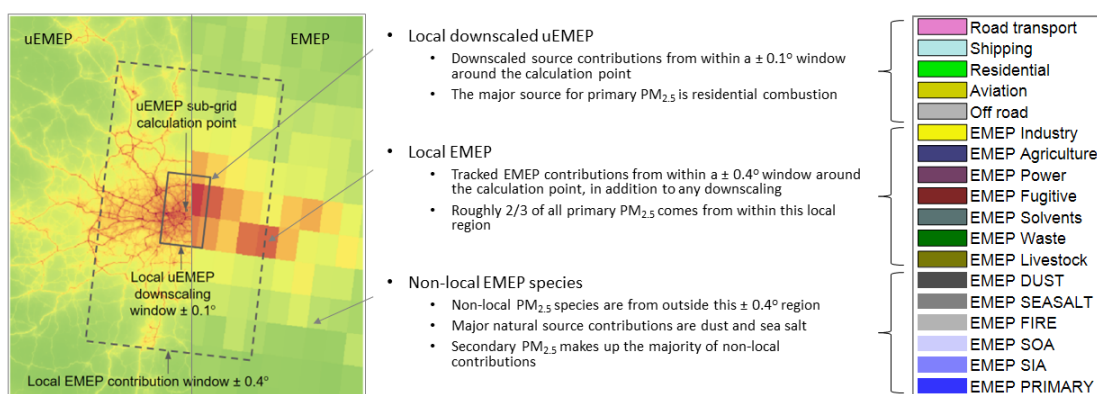 uEMEP
EMEP
uEMEP sub-grid
calculation point
Local uEMEP
downscaling
window ± 0.1°
Local EMEP contribution window ± 0.4°
• Local downscaled uEMEP
• Downscaled source contributions from within a ± 0.1° window
around the calculation point
• The major source for primary PM2.5 is residential combustion
• Local EMEP
• Tracked EMEP contributions from within a ± 0.4° window around
the calculation point, in addition to any downscaling
• Roughly 2/3 of all primary PM2.5 comes from within this local
region
• Non-local EMEP species
• Non-local PM2.5 species are from outside this ± 0.4° region
• Major natural source contributions are dust and sea salt
• Secondary PM2.5 makes up the majority of non-local
contributions
Road transport
Shipping
Residential
Aviation
Off road
EMEP Industry
EMEP Agriculture
EMEP Power
EMEP Fugitive
EMEP Solvents
EMEP Waste
EMEP Livestock
EMEP DUST
EMEP SEASALT
EMEP FIRE
EMEP SOA
EMEP SIA
EMEP PRIMARY